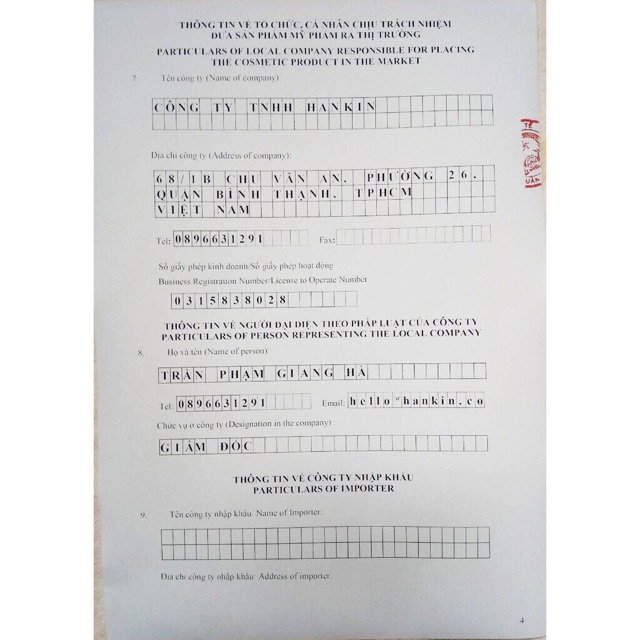 THÔNG TIN VỀ TỔ CHỨC, CÁ NHÂN CHỊU TRÁCH NHIỆM
ĐƯA SẢN PHẨM MỸ PHẨM RA THỊ TRƯỜNG
PARTICULARS OF LOCAL COMPANY RESPONSIBLE FOR PLACING
THE COSMETIC PRODUCT IN THE MARKET
7. Tên công ty (Name of company):
CÔNG TY TNHH HANKIN
Địa chỉ công ty (Address of company):
68/1B CHU VĂN AN, PHƯỜNG 26,
QUẬN BÌNH THẠNH, TPHCM
VIỆT NAM
Tel: 0896631291 Fax:
Số giấy phép kinh doanh/Số giấy phép hoạt động
Business Registration Number/License to Operate Number
0315838028
THÔNG TIN VỀ NGƯỜI ĐẠI DIỆN THEO PHÁP LUẬT CỦA CÔNG TY
PARTICULARS OF PERSON REPRESENTING THE LOCAL COMPANY
8. Họ và tên (Name of person):
TRẦN PHẠM GIANG HÀ
Tel: 0896631291 Email: hello@hankin.co
Chức vụ ở công ty (Designation in the company)
GIÁM ĐỐC
THÔNG TIN VỀ CÔNG TY NHẬP KHẨU
PARTICULARS OF IMPORTER
9. Tên công ty nhập khẩu Name of Importer:
Địa chỉ công ty nhập khẩu Address of importer:
4